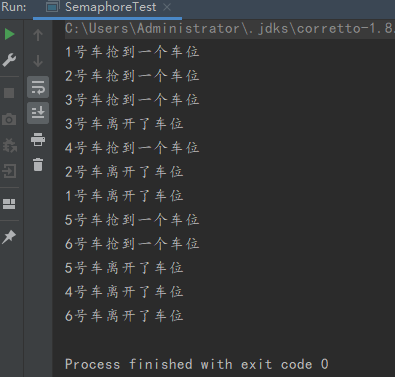 Run: SemaphoreTest
C:\Users\Administrator\.jdks\corretto-1.8.
1号车抢到一个车位
2号车抢到一个车位
3号车抢到一个车位
3号车离开了车位
4号车抢到一个车位
2号车离开了车位
1号车离开了车位
5号车抢到一个车位
6号车抢到一个车位
5号车离开了车位
4号车离开了车位
6号车离开了车位
Process finished with exit code 0